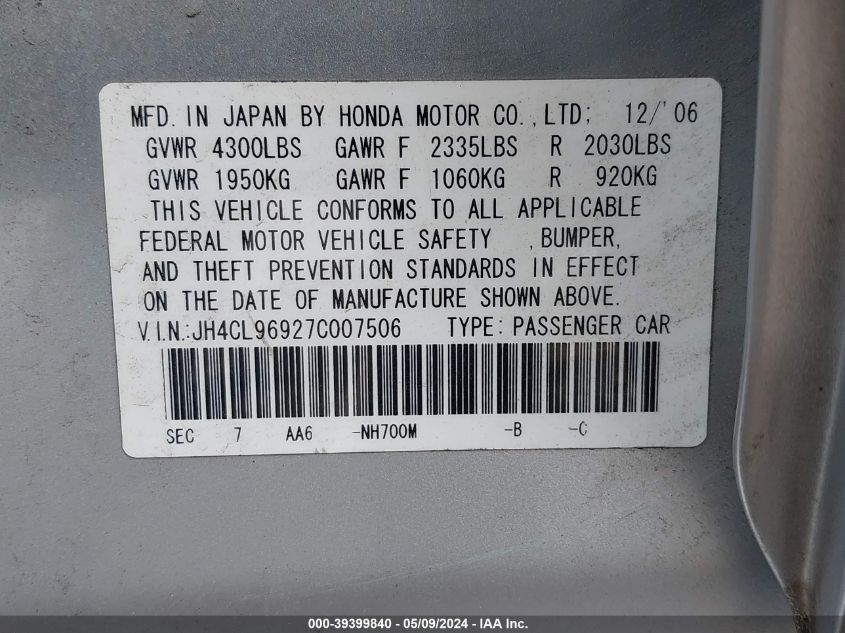 MFD. IN JAPAN BY HONDA MOTOR CO., LTD; 12/'06
GVWR 4300LBS GAWR F 2335LBS R 2030LBS
GVWR 1950KG GAWR F 1060KG R 920KG
THIS VEHICLE CONFORMS TO ALL APPLICABLE
FEDERAL MOTOR VEHICLE SAFETY , BUMPER,
AND THEFT PREVENTION STANDARDS IN EFFECT
ON THE DATE OF MANUFACTURE SHOWN ABOVE.
V.I.N.:JH4CL96927C007506 TYPE: PASSENGER CAR
SEC 7 AA6 -NH700M -B -C
000-39399840 - 05/09/2024 - IAA Inc.